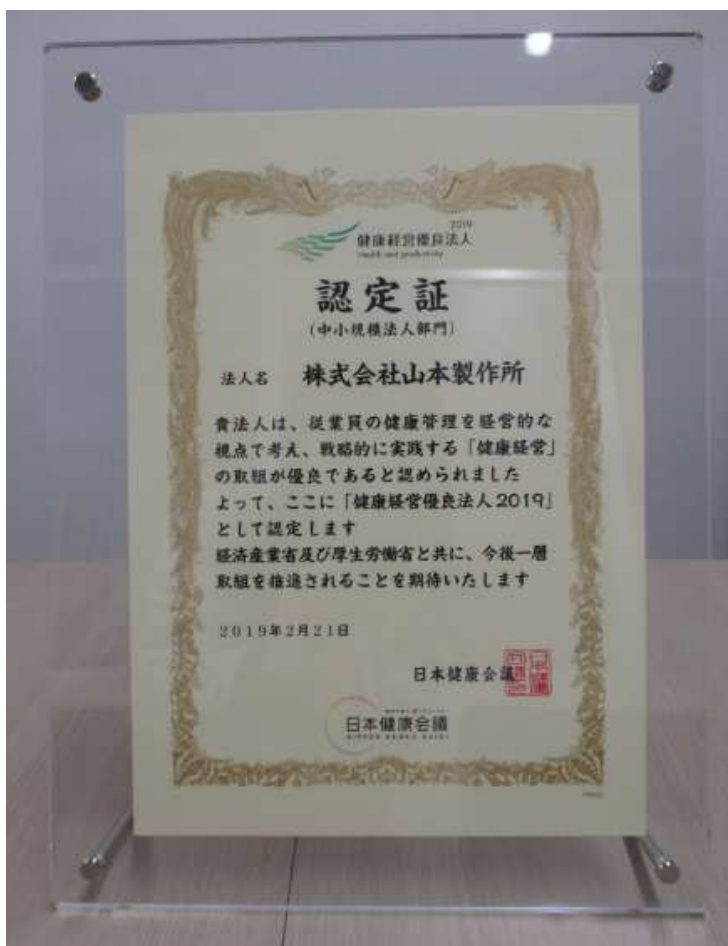 2019
健康経営優良法人
Health and productivity
認定証
(中小規模法人部門)
法人名 株式会社山本製作所
貴法人は、従業員の健康管理を経営的な
視点で考え、戦略的に実践する「健康経営」
の取組が優良であると認められました
よって、ここに「健康経営優良法人2019」
として認定します
経済産業省及び厚生労働省と共に、今後一層
取組を推進されることを期待いたします
2019年2月21日
日本健康会議
日本健康会議
NIPPON KENKO KAIGI